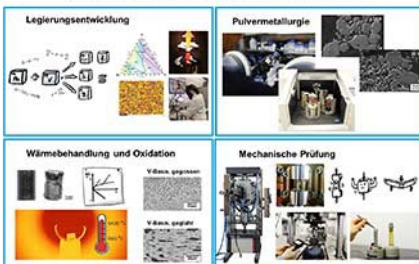 Legierungsentwicklung
Pulvermetallurgie
Wärmebehandlung und Oxidation
V-Basis, gegossen
V-Basis, geglüht
Mechanische Prüfung